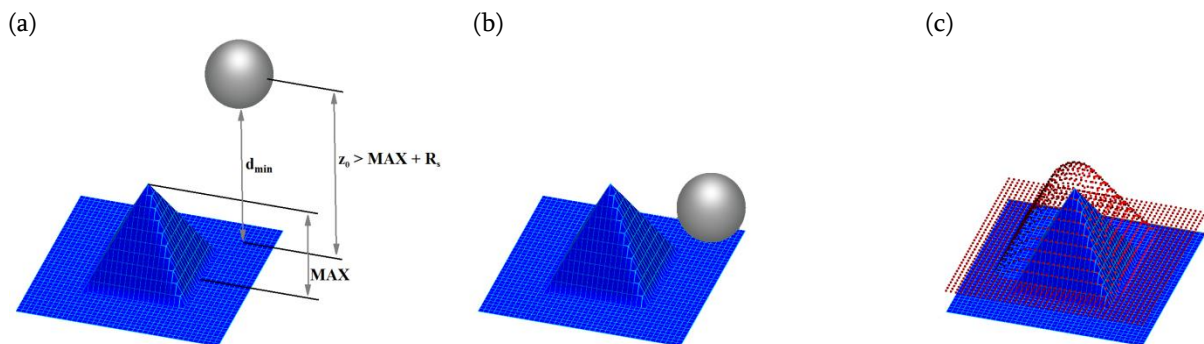 (a)
(b)
(c)
d_min
z_0 > MAX + R_s
MAX